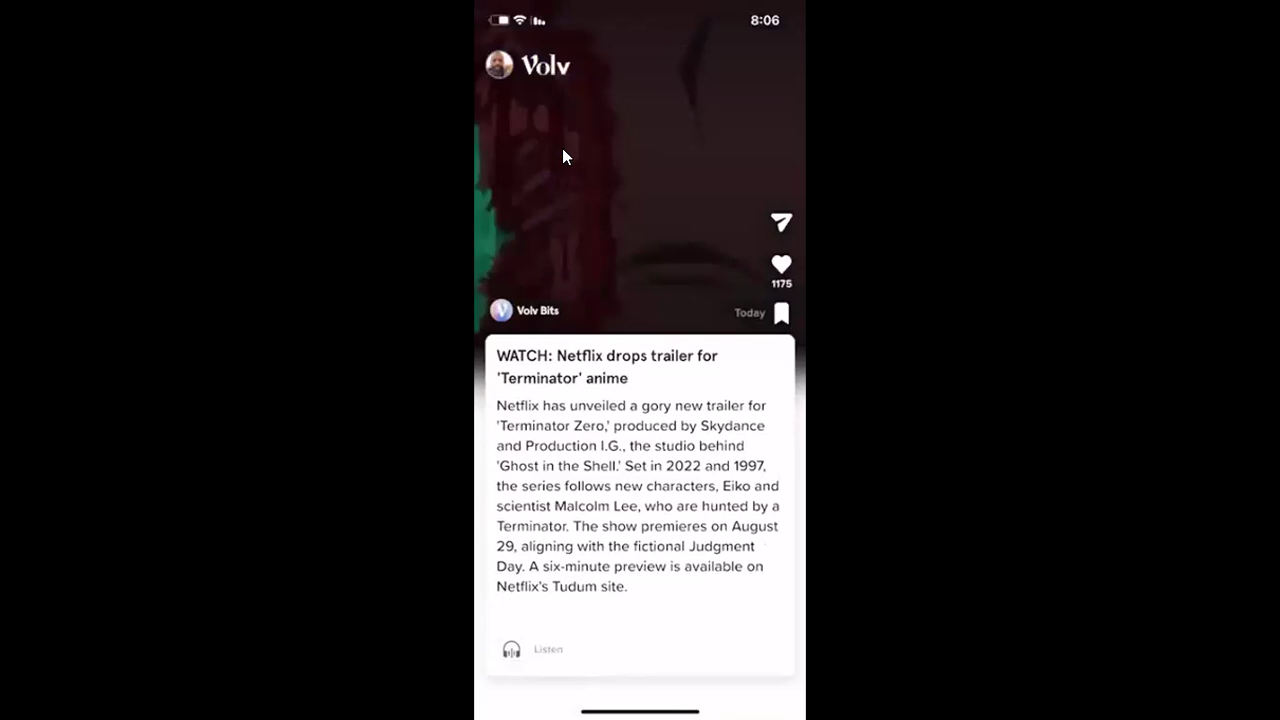 8:06
Volv
1175
Volv Bits
Today
WATCH: Netflix drops trailer for
'Terminator' anime
Netflix has unveiled a gory new trailer for
'Terminator Zero,' produced by Skydance
and Production I.G., the studio behind
'Ghost in the Shell.' Set in 2022 and 1997,
the series follows new characters, Eiko and
scientist Malcolm Lee, who are hunted by a
Terminator. The show premieres on August
29, aligning with the fictional Judgment
Day. A six-minute preview is available on
Netflix's Tudum site.
Listen